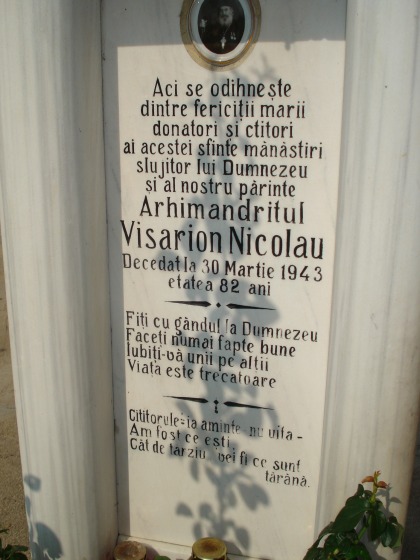 Aci se odihneşte
dintre fericiţii marii
donatori şi ctitori
ai acestei sfinte mânăstiri
slujitor lui Dumnezeu
şi al nostru părinte
Arhimandritul
Visarion Nicolau
Decedat la 30 Martie 1943
etatea 82 ani
Fiţi cu gândul la Dumnezeu
Faceţi numai fapte bune
Iubiţi-vă unii pe alţii
Viaţă este trecătoare
Cititorule: ia aminte nu uita-
Am fost ce eşti
Cât de târziu vei fi ce sunt
ţărână.